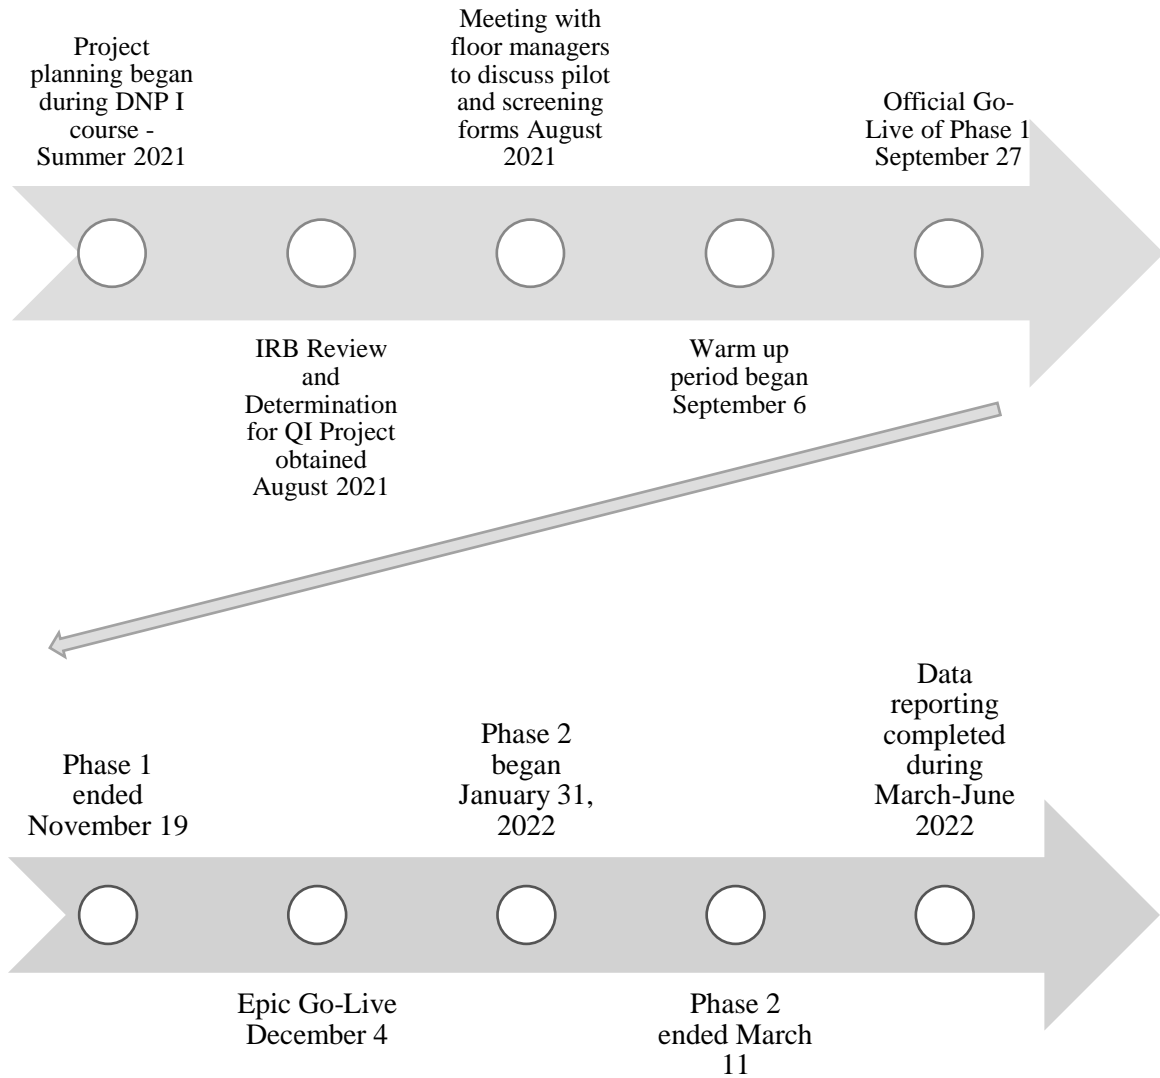 Project
planning began
during DNP I
course -
Summer 2021
IRB Review
and
Determination
for QI Project
obtained
August 2021
Meeting with
floor managers
to discuss pilot
and screening
forms August
2021
Warm up
period began
September 6
Official Go-
Live of Phase 1
September 27
Phase 1
ended
November 19
Epic Go-Live
December 4
Phase 2
began
January 31,
2022
Phase 2
ended March
11
Data
reporting
completed
during
March-June
2022